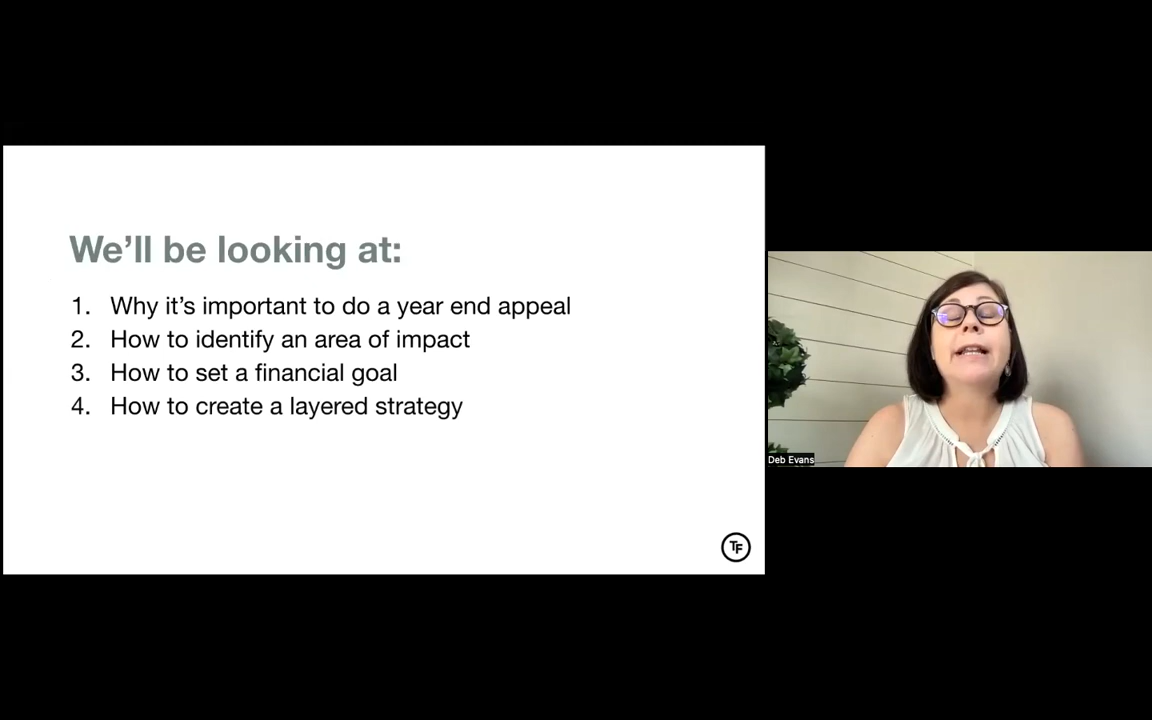 We’ll be looking at:
1. Why it’s important to do a year end appeal
2. How to identify an area of impact
3. How to set a financial goal
4. How to create a layered strategy
TF
Deb Evans